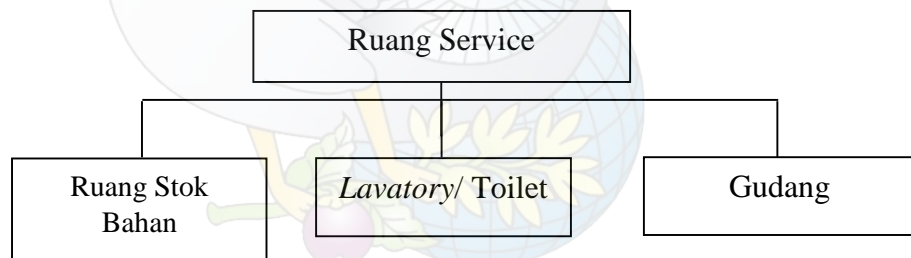 Ruang Service
Ruang Stok
Bahan
Lavatory/ Toilet
Gudang